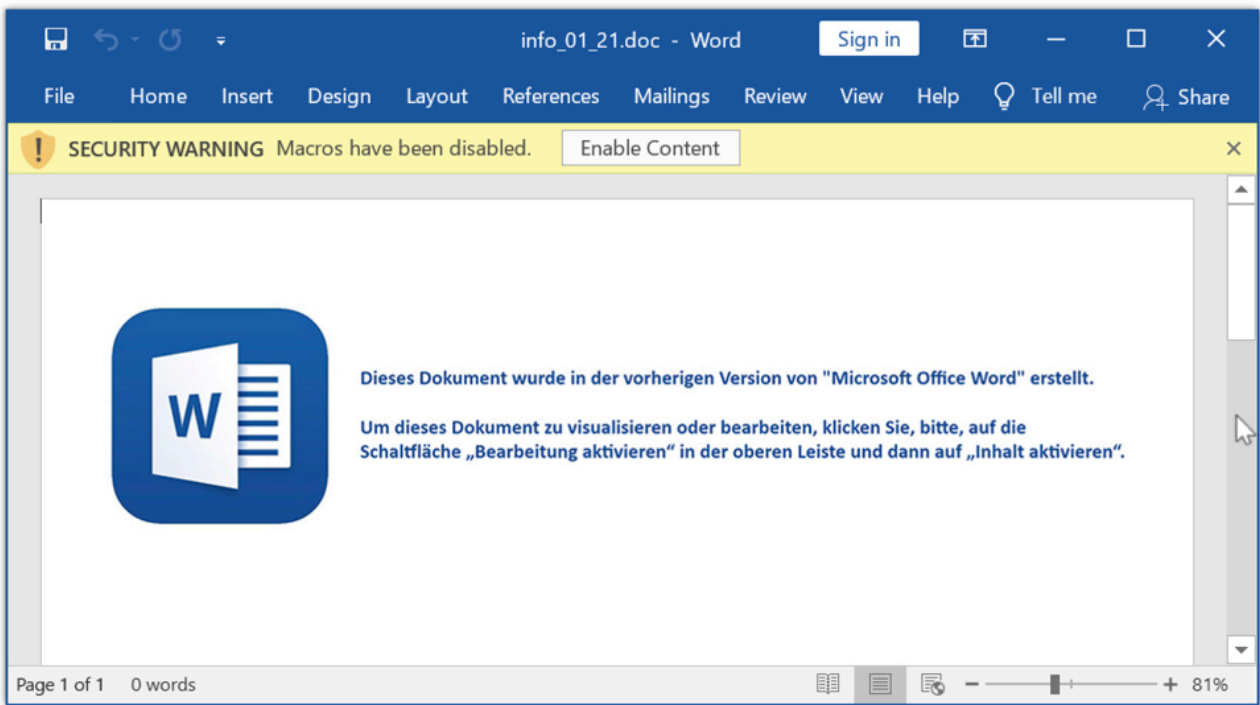 info_01_21.doc - Word Sign in
File Home Insert Design Layout References Mailings Review View Help Tell me Share
! SECURITY WARNING Macros have been disabled. Enable Content
W
Dieses Dokument wurde in der vorherigen Version von "Microsoft Office Word" erstellt.
Um dieses Dokument zu visualisieren oder bearbeiten, klicken Sie, bitte, auf die
Schaltfläche „Bearbeitung aktivieren“ in der oberen Leiste und dann auf „Inhalt aktivieren“.
Page 1 of 1 0 words 81%